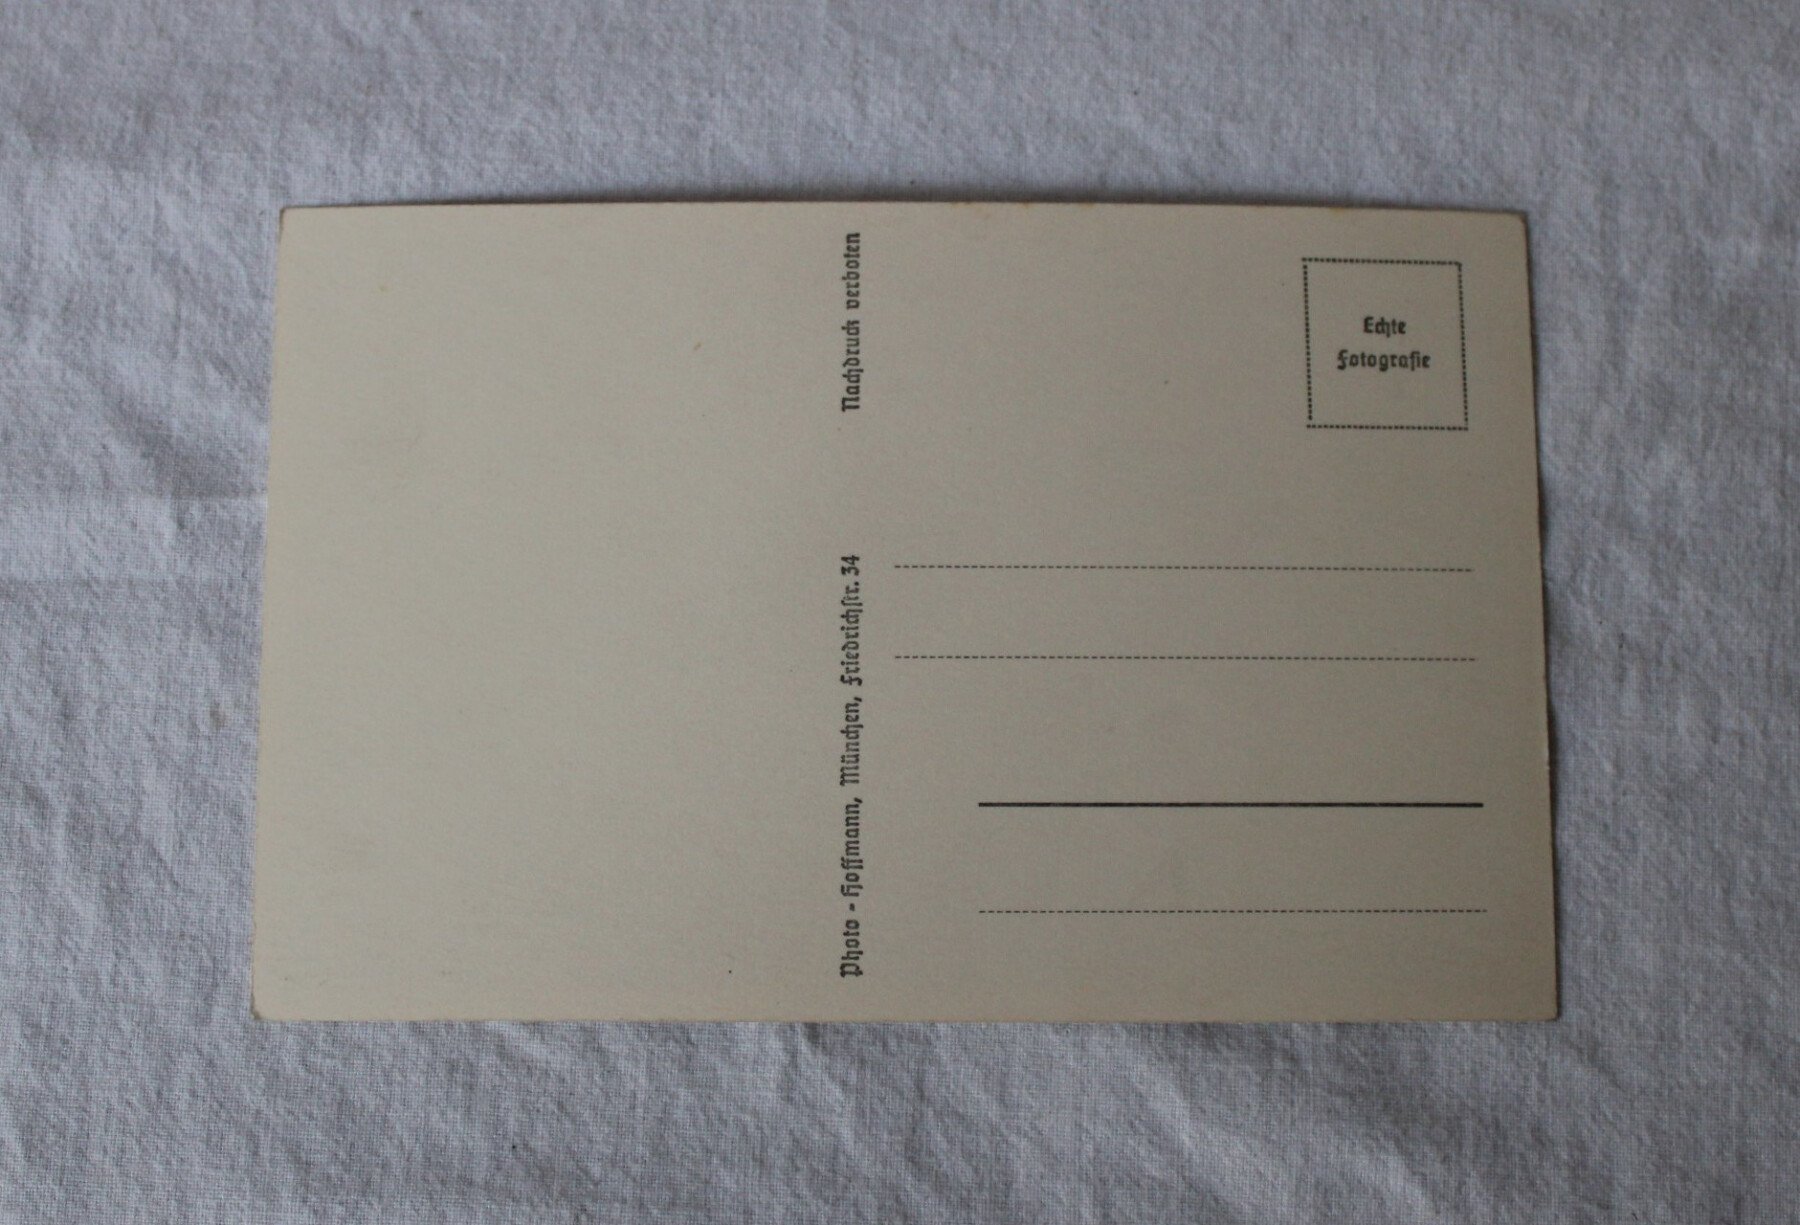 Photo - Hoffmann, München, Friedrichstr. 34
Nachdruck verboten
Echte
Fotografie